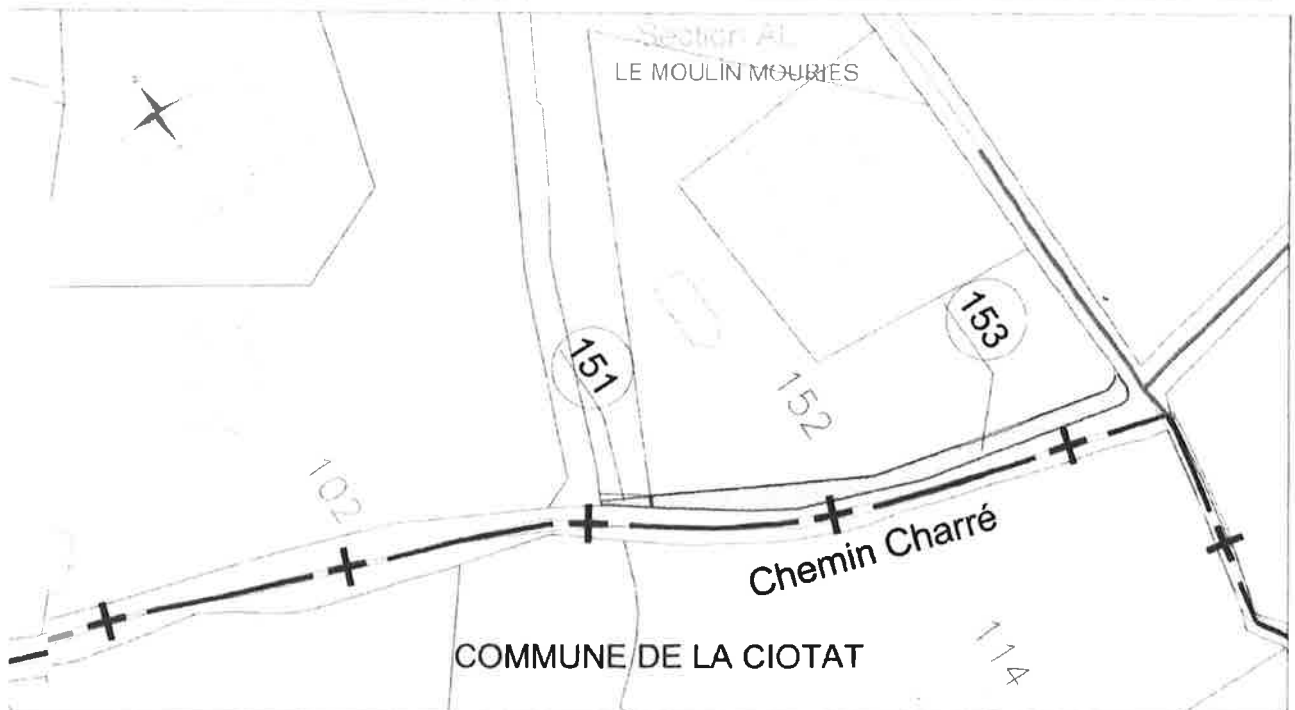 Section AL
LE MOULIN MOURIES
151
153
152
102
Chemin Charré
COMMUNE DE LA CIOTAT
114